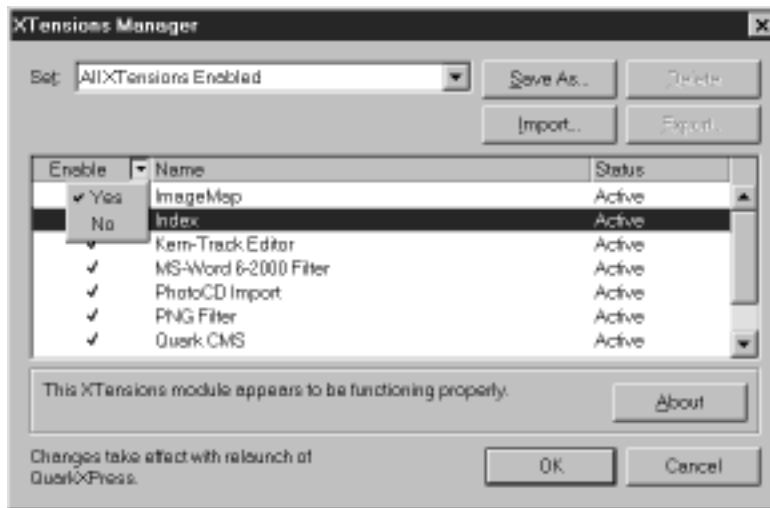 XTensions Manager
Set: All XTensions Enabled
Save As...
Delete
Import...
Export...
Enable Name Status
Yes ImageMap Active
No Index Active
Kern-Track Editor Active
MS-Word 6-2000 Filter Active
PhotoCD Import Active
PNG Filter Active
Quark CMS Active
This XTensions module appears to be functioning properly.
About
Changes take effect with relaunch of
QuarkXPress.
OK
Cancel